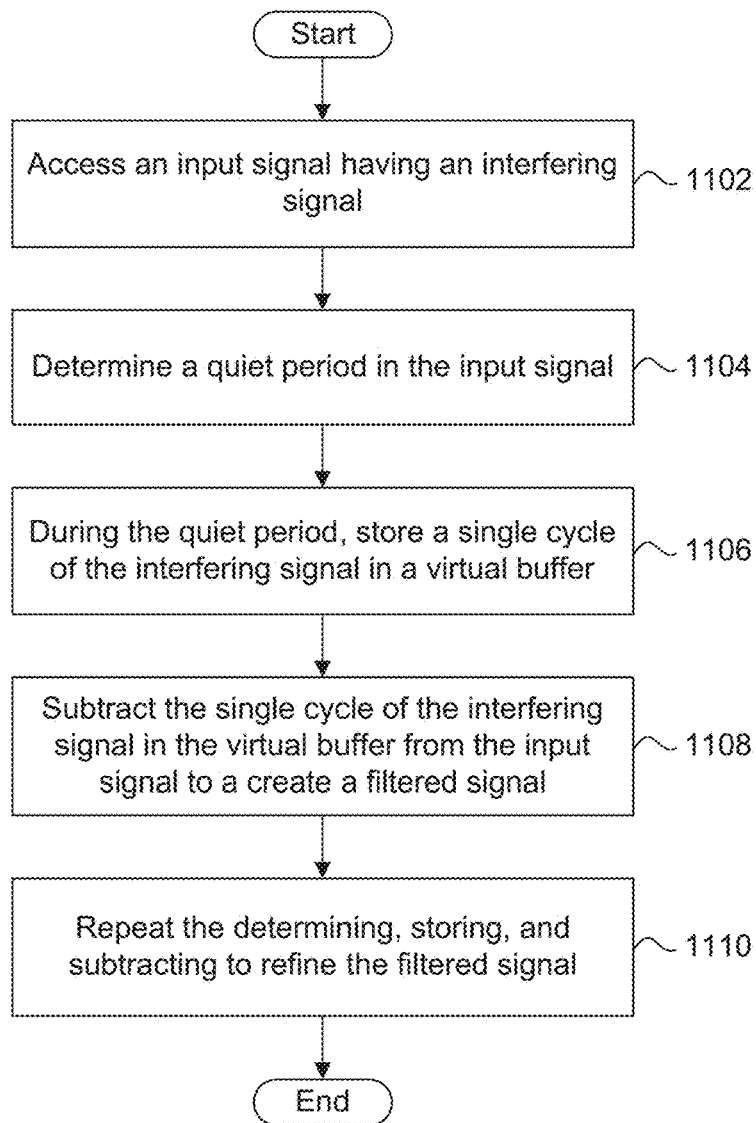 Start
Access an input signal having an interfering
signal
1102
Determine a quiet period in the input signal
1104
During the quiet period, store a single cycle
of the interfering signal in a virtual buffer
1106
Subtract the single cycle of the interfering
signal in the virtual buffer from the input
signal to a create a filtered signal
1108
Repeat the determining, storing, and
subtracting to refine the filtered signal
1110
End